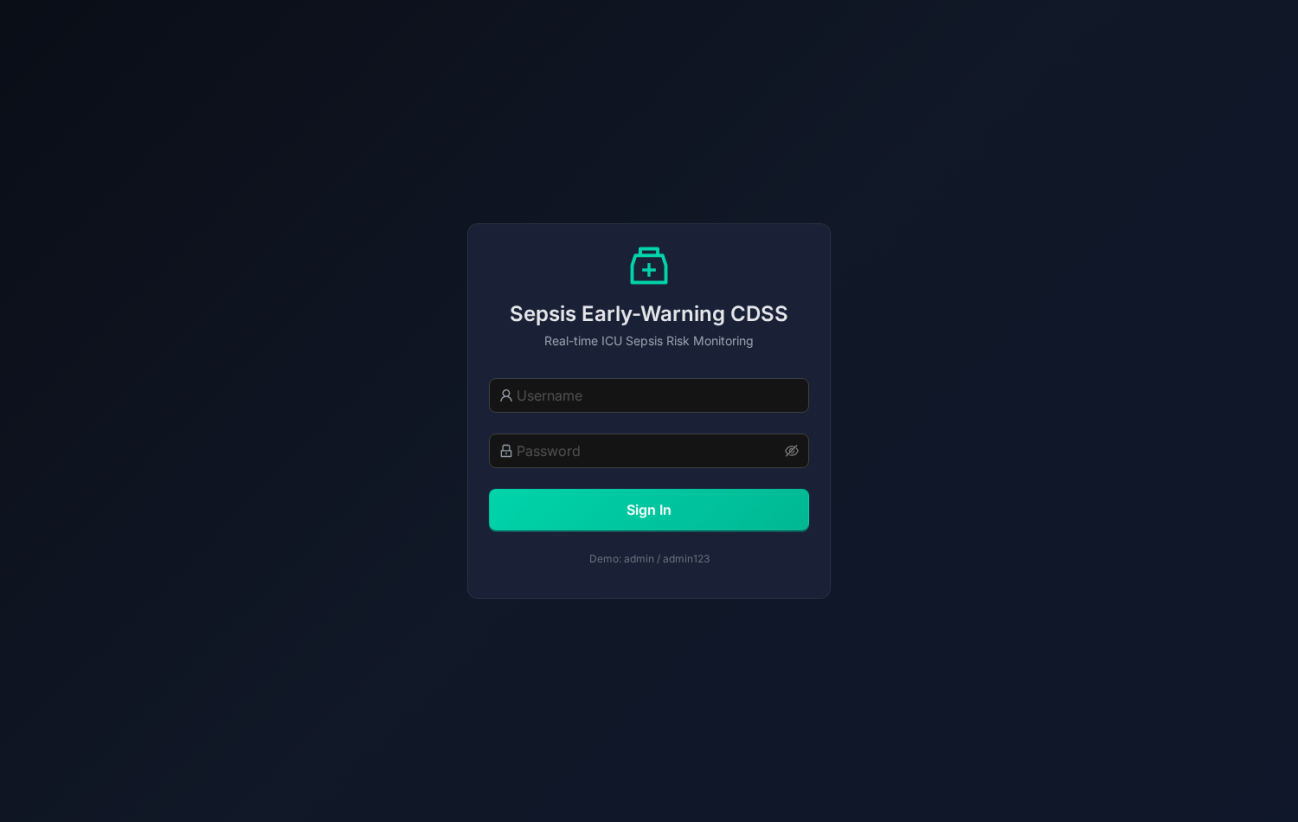 Sepsis Early-Warning CDSS
Real-time ICU Sepsis Risk Monitoring
Username
Password
Sign In
Demo: admin / admin123